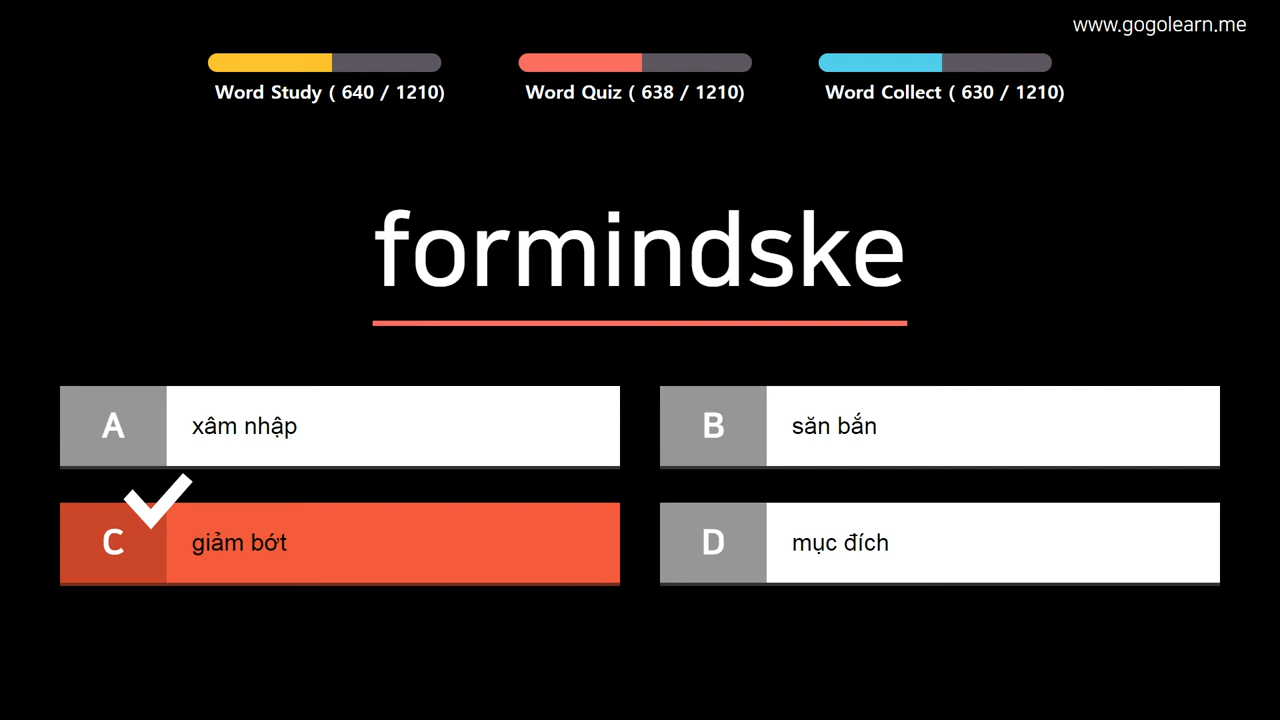 www.gogolearn.me
Word Study ( 640 / 1210)
Word Quiz ( 638 / 1210)
Word Collect ( 630 / 1210)
formindske
A xâm nhập
B săn bắn
C giảm bớt
D mục đích